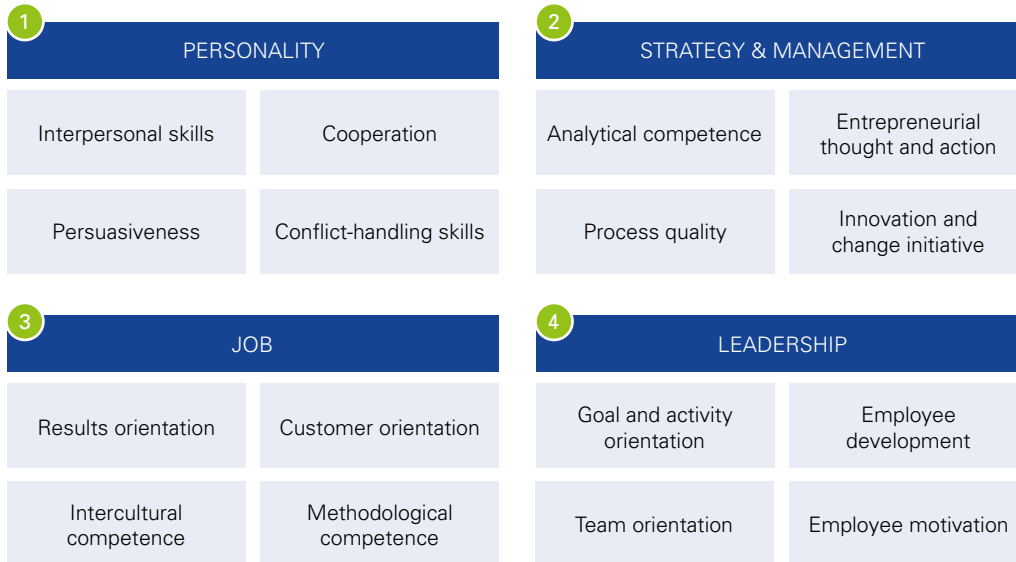 1
PERSONALITY
Interpersonal skills
Cooperation
Persuasiveness
Conflict-handling skills
2
STRATEGY & MANAGEMENT
Analytical competence
Entrepreneurial
thought and action
Process quality
Innovation and
change initiative
3
JOB
Results orientation
Customer orientation
Intercultural
competence
Methodological
competence
4
LEADERSHIP
Goal and activity
orientation
Employee
development
Team orientation
Employee motivation